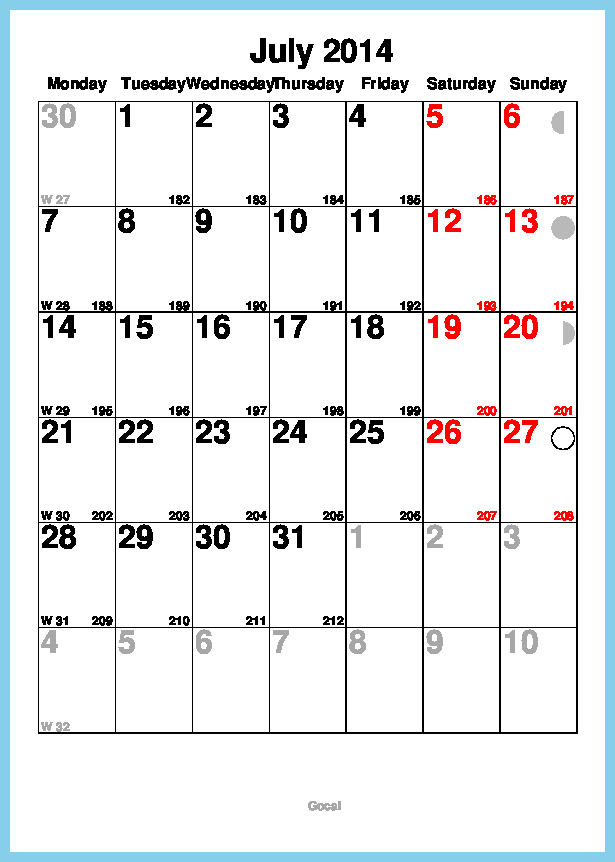 July 2014
Monday Tuesday Wednesday Thursday Friday Saturday Sunday
30 1 2 3 4 5 6
W 27 182 183 184 185 186 187
7 8 9 10 11 12 13
W 28 188 189 190 191 192 193 194
14 15 16 17 18 19 20
W 29 195 196 197 198 199 200 201
21 22 23 24 25 26 27
W 30 202 203 204 205 206 207 208
28 29 30 31 1 2 3
W 31 209 210 211 212
4 5 6 7 8 9 10
W 32
Gocal